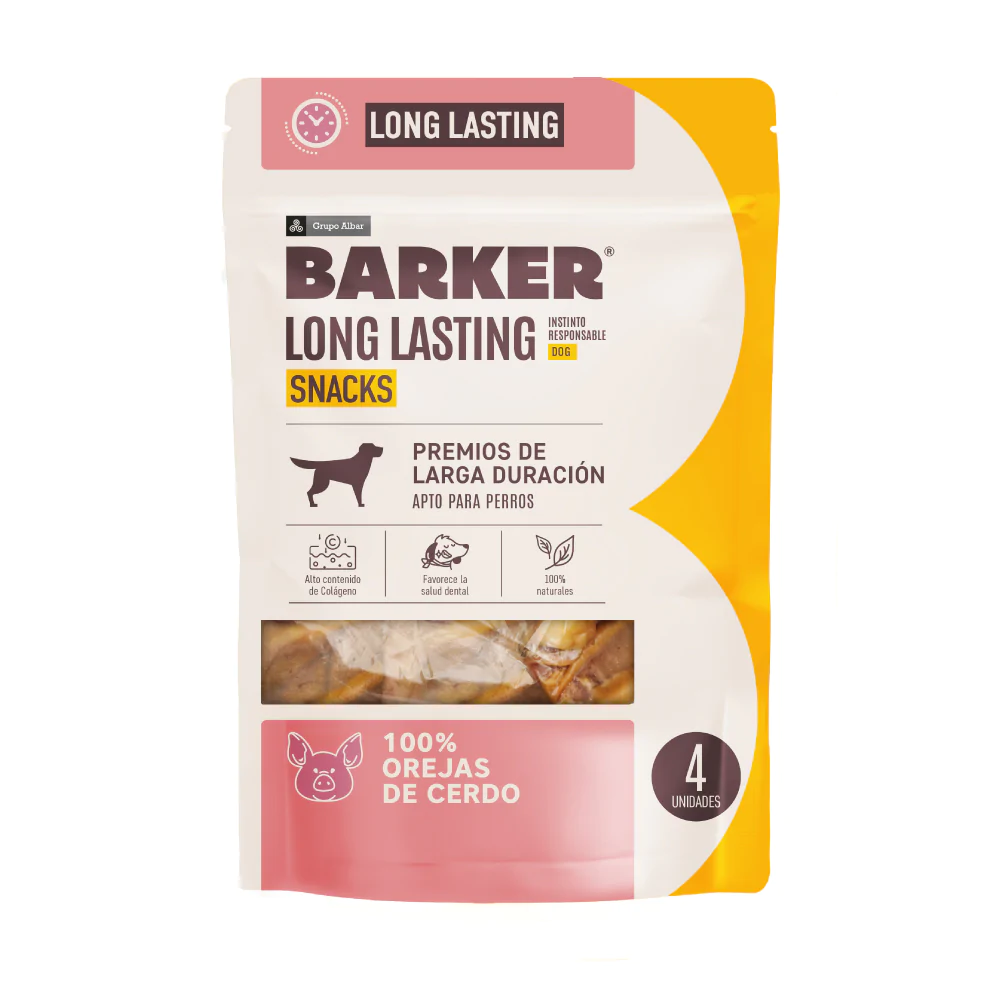 LONG LASTING
Grupo Albar
BARKER®
LONG LASTING
INSTINTO
RESPONSABLE
DOG
SNACKS
PREMIOS DE
LARGA DURACIÓN
APTO PARA PERROS
C
Alto contenido
de Colágeno
Favorece la
salud dental
100%
naturales
100%
OREJAS
DE CERDO
4
UNIDADES